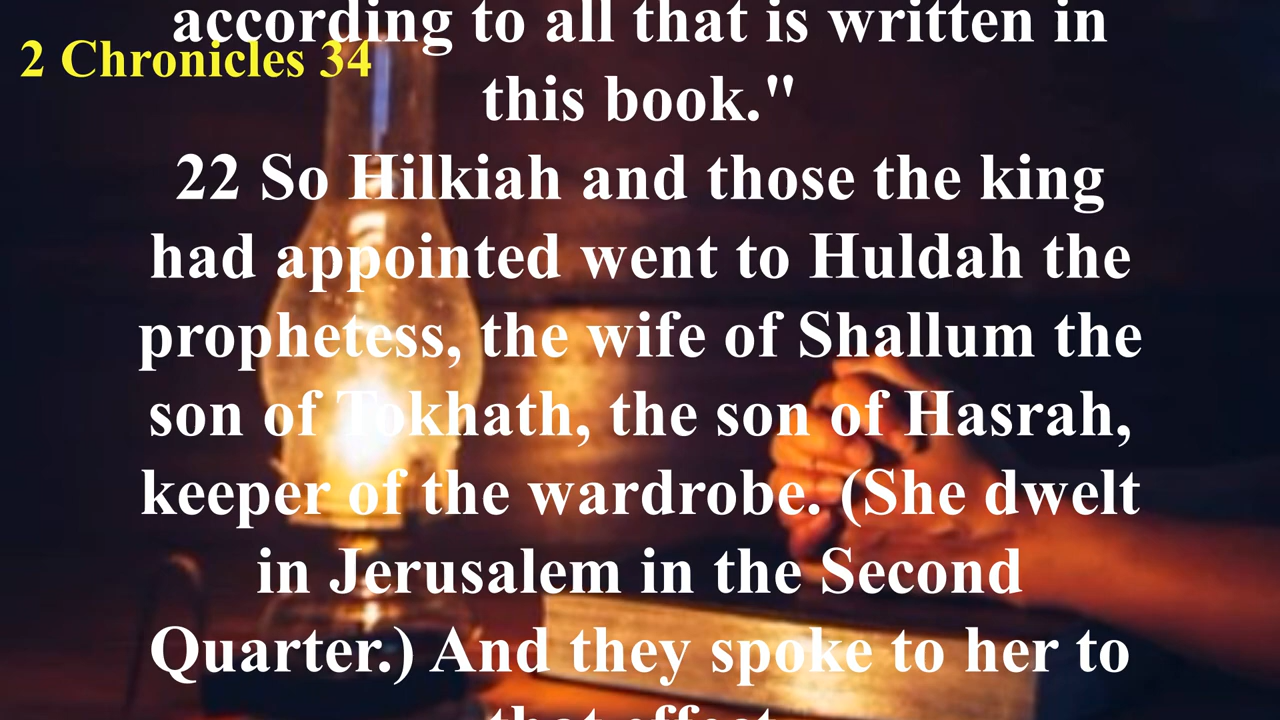 according to all that is written in
2 Chronicles 34
this book."
22 So Hilkiah and those the king
had appointed went to Huldah the
prophetess, the wife of Shallum the
son of Tokhath, the son of Hasrah,
keeper of the wardrobe. (She dwelt
in Jerusalem in the Second
Quarter.) And they spoke to her to
that effect.